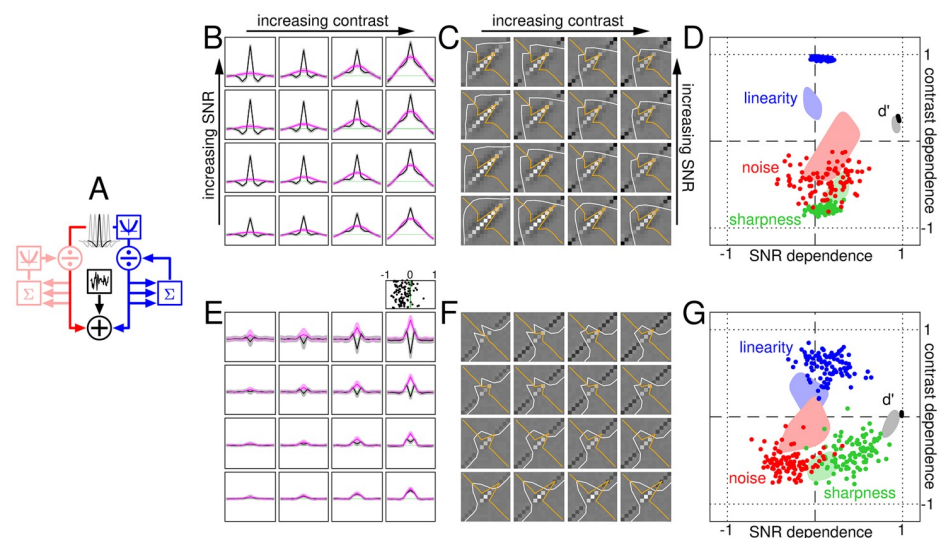 increasing contrast
increasing contrast
B
C
D
increasing SNR
increasing SNR
1
contrast dependence
linearity
d'
noise
sharpness
-1
-1
SNR dependence
1
A
÷
÷
Σ
Σ
+
-1 0 1
E
F
G
1
contrast dependence
linearity
d'
noise
sharpness
-1
-1
SNR dependence
1